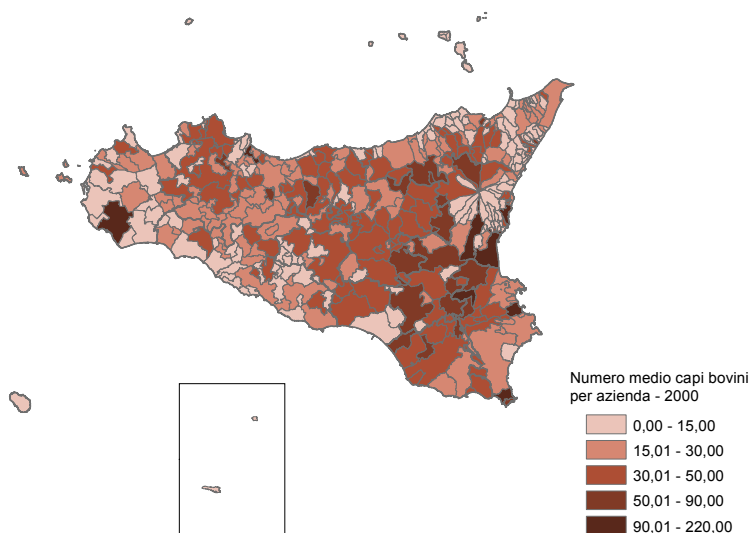 Numero medio capi bovini
per azienda - 2000
0,00 - 15,00
15,01 - 30,00
30,01 - 50,00
50,01 - 90,00
90,01 - 220,00